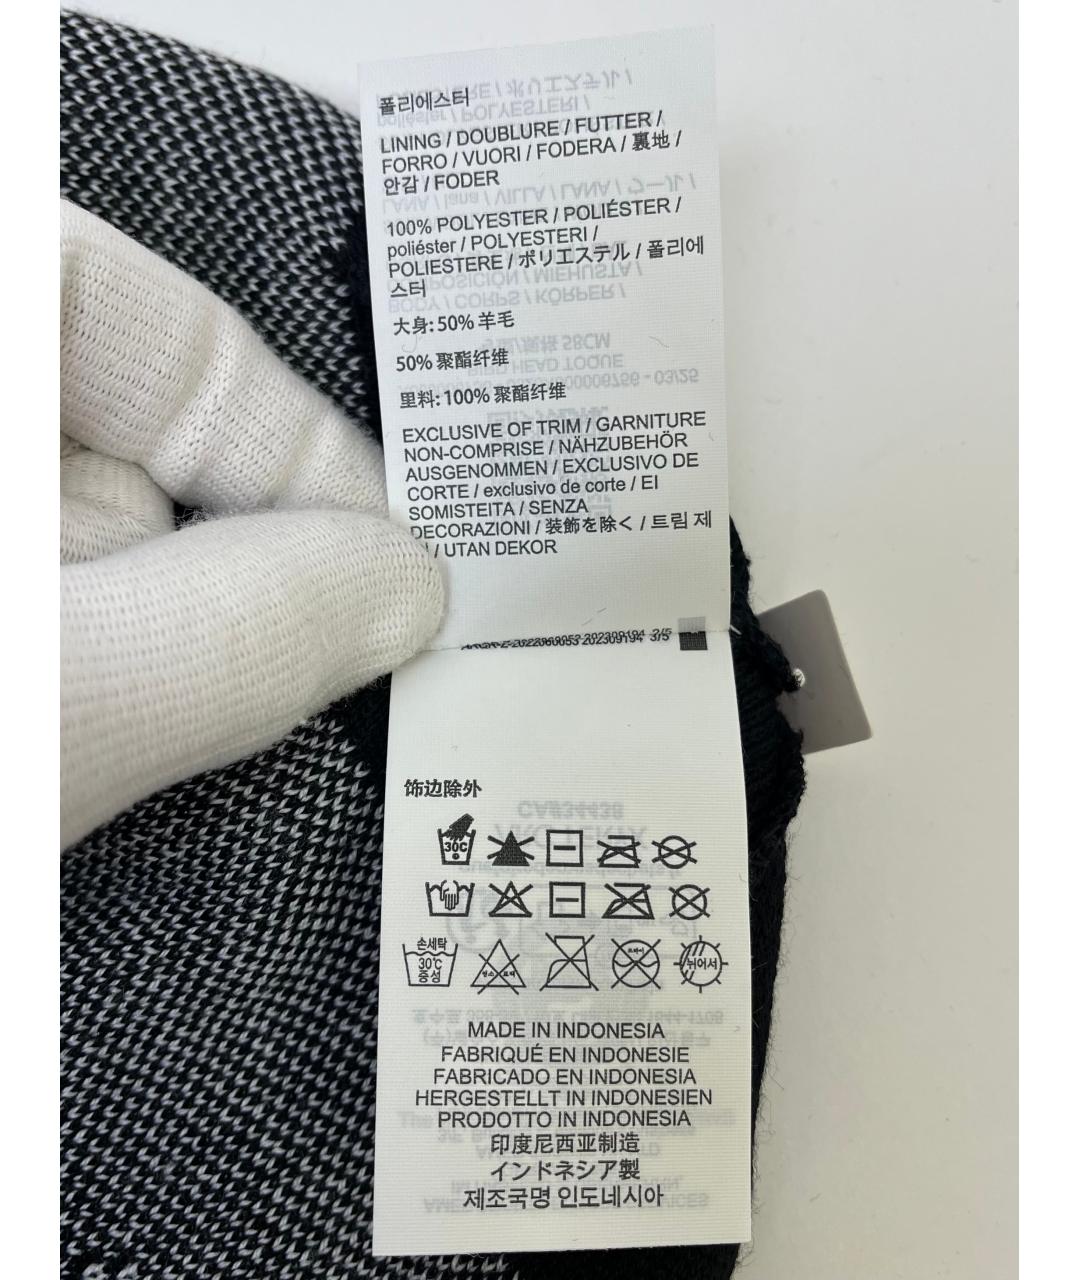 폴리에스터
LINING / DOUBLURE / FUTTER /
FORRO / VUORI / FODERA / 裏地 /
안감 / FODER
100% POLYESTER / POLIÉSTER /
poliéster / POLYESTERI /
POLIESTERE / ポリエステル / 폴리에
스터
大身: 50% 羊毛
50% 聚酯纤维
里料: 100% 聚酯纤维
EXCLUSIVE OF TRIM / GARNITURE
NON-COMPRISE / NÄHZUBEHÖR
AUSGENOMMEN / EXCLUSIVO DE
CORTE / exclusivo de corte / EI
SOMISTEITA / SENZA
DECORAZIONI / 装飾を除く / 트림 제
/ UTAN DEKOR
3/5
饰边除外
30C
손세탁
30℃
중성
뉘어서
MADE IN INDONESIA
FABRIQUÉ EN INDONESIE
FABRICADO EN INDONESIA
HERGESTELLT IN INDONESIEN
PRODOTTO IN INDONESIA
印度尼西亚制造
インドネシア製
제조국명 인도네시아